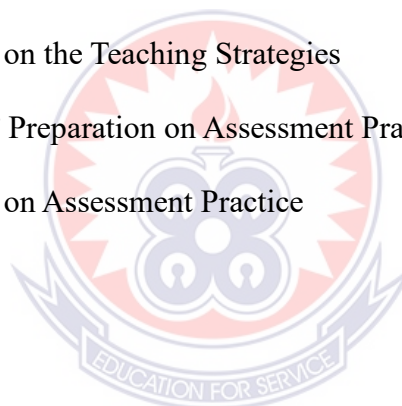 on the Teaching Strategies
Preparation on Assessment Pra
on Assessment Practice
EDUCATION FOR SERVICE